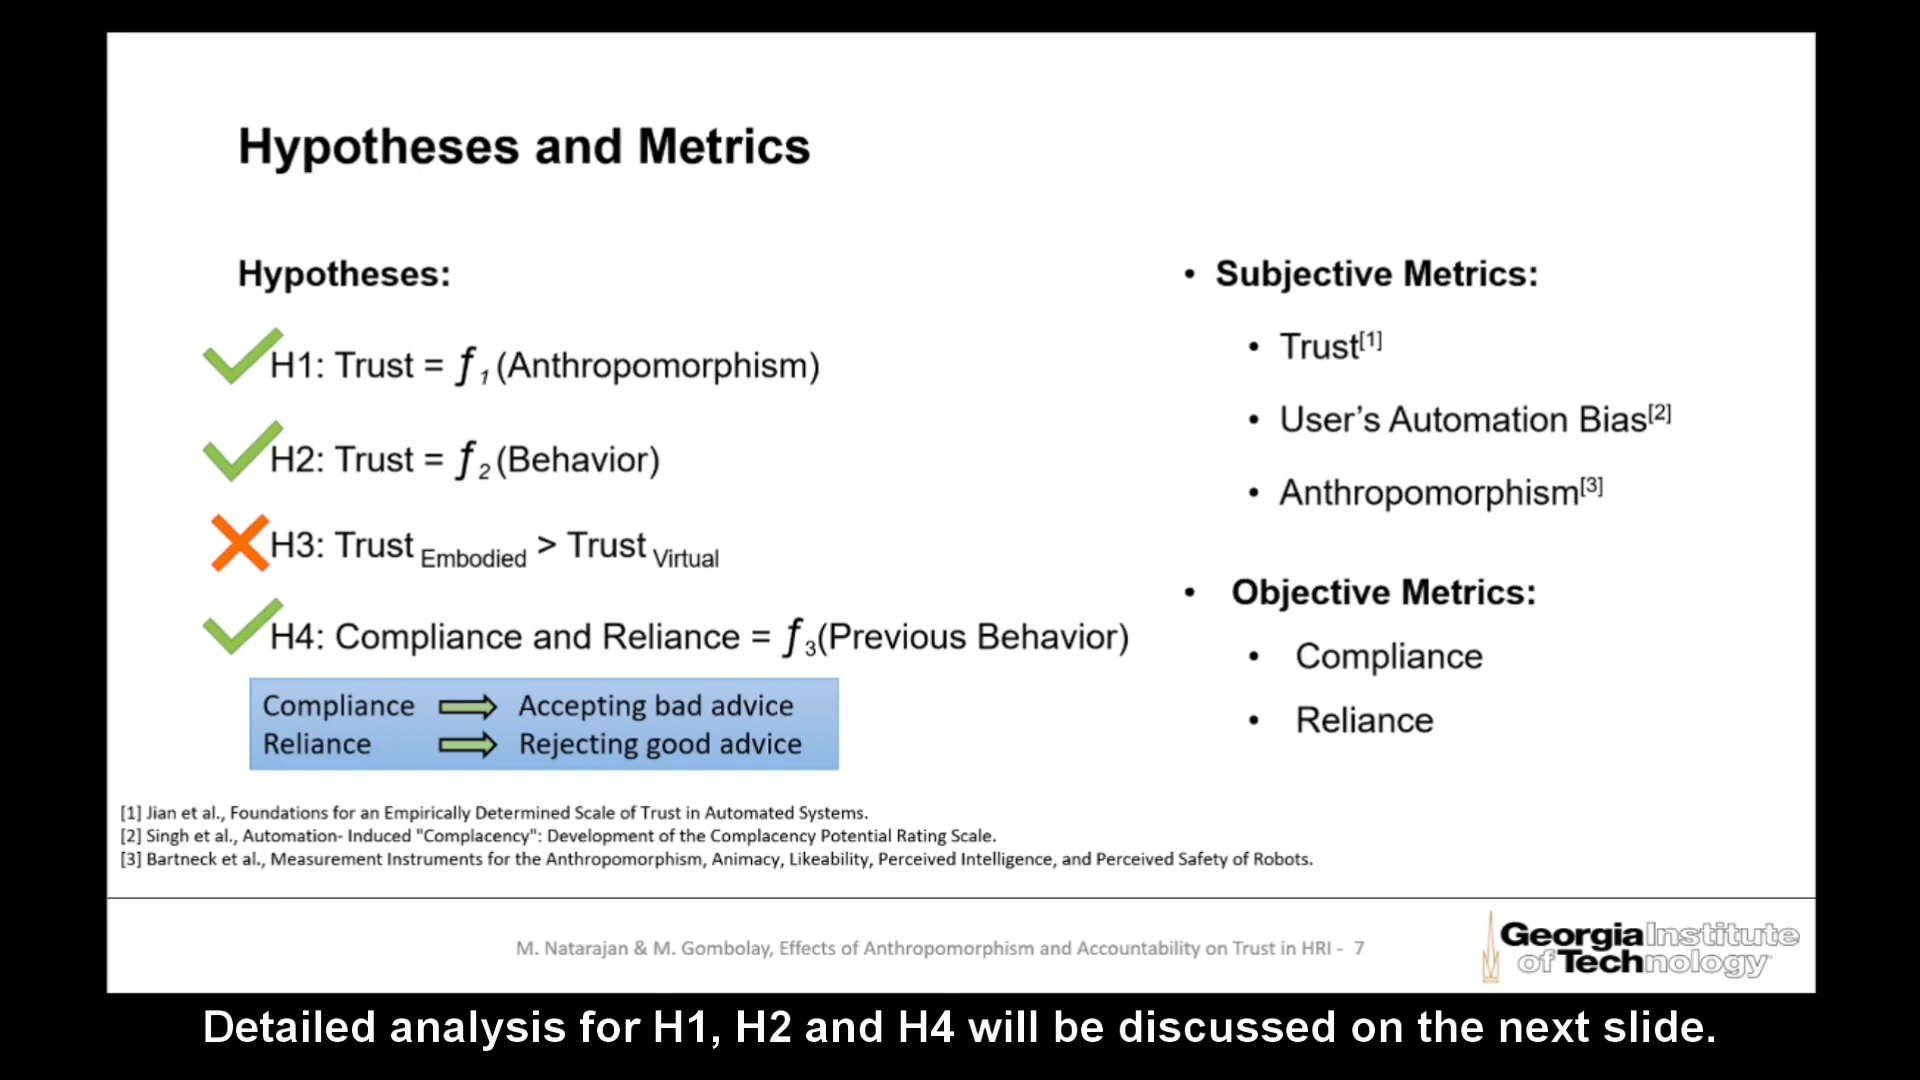 Hypotheses and Metrics
Hypotheses:
H1: Trust = ƒ1 (Anthropomorphism)
H2: Trust = ƒ2 (Behavior)
H3: Trust Embodied > Trust Virtual
H4: Compliance and Reliance = ƒ3(Previous Behavior)
Compliance Accepting bad advice
Reliance Rejecting good advice
• Subjective Metrics:
• Trust[1]
• User’s Automation Bias[2]
• Anthropomorphism[3]
• Objective Metrics:
• Compliance
• Reliance
[1] Jian et al., Foundations for an Empirically Determined Scale of Trust in Automated Systems.
[2] Singh et al., Automation- Induced "Complacency": Development of the Complacency Potential Rating Scale.
[3] Bartneck et al., Measurement Instruments for the Anthropomorphism, Animacy, Likeability, Perceived Intelligence, and Perceived Safety of Robots.
M. Natarajan & M. Gombolay, Effects of Anthropomorphism and Accountability on Trust in HRI - 7
Georgia Institute
of Technology
Detailed analysis for H1, H2 and H4 will be discussed on the next slide.